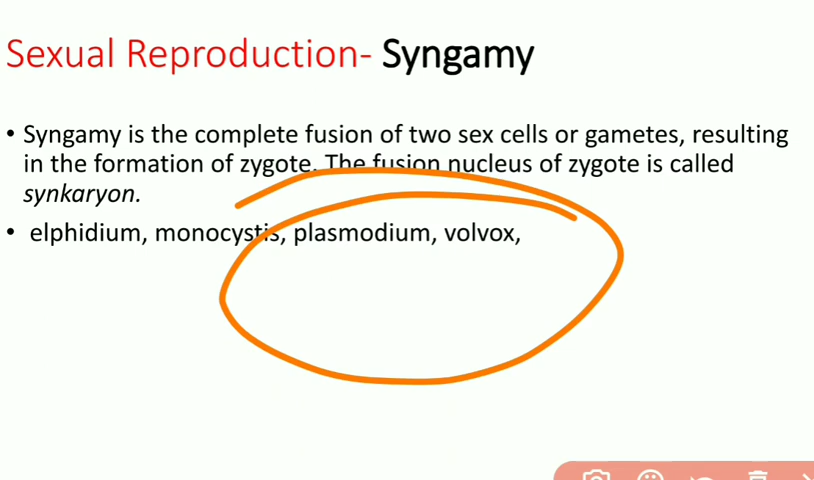 Sexual Reproduction- Syngamy
• Syngamy is the complete fusion of two sex cells or gametes, resulting
in the formation of zygote. The fusion nucleus of zygote is called
synkaryon.
• elphidium, monocystis, plasmodium, volvox,